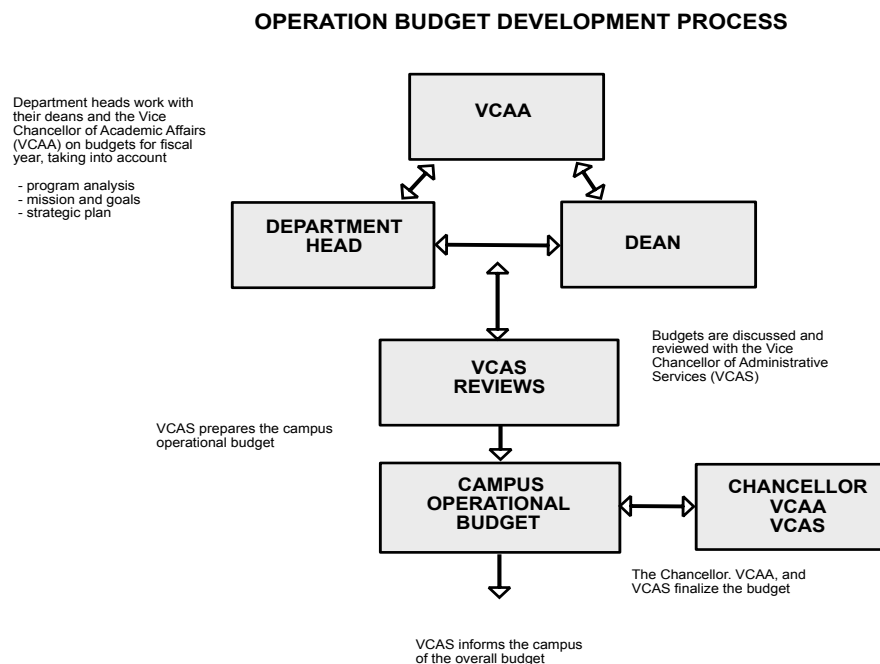 OPERATION BUDGET DEVELOPMENT PROCESS
VCAA
Department heads work with
their deans and the Vice
Chancellor of Academic Affairs
(VCAA) on budgets for fiscal
year, taking into account
- program analysis
- mission and goals
- strategic plan
DEPARTMENT
HEAD
DEAN
VCAS
REVIEWS
Budgets are discussed and
reviewed with the Vice
Chancellor of Administrative
Services (VCAS)
VCAS prepares the campus
operational budget
CAMPUS
OPERATIONAL
BUDGET
CHANCELLOR
VCAA
VCAS
The Chancellor. VCAA, and
VCAS finalize the budget
VCAS informs the campus
of the overall budget